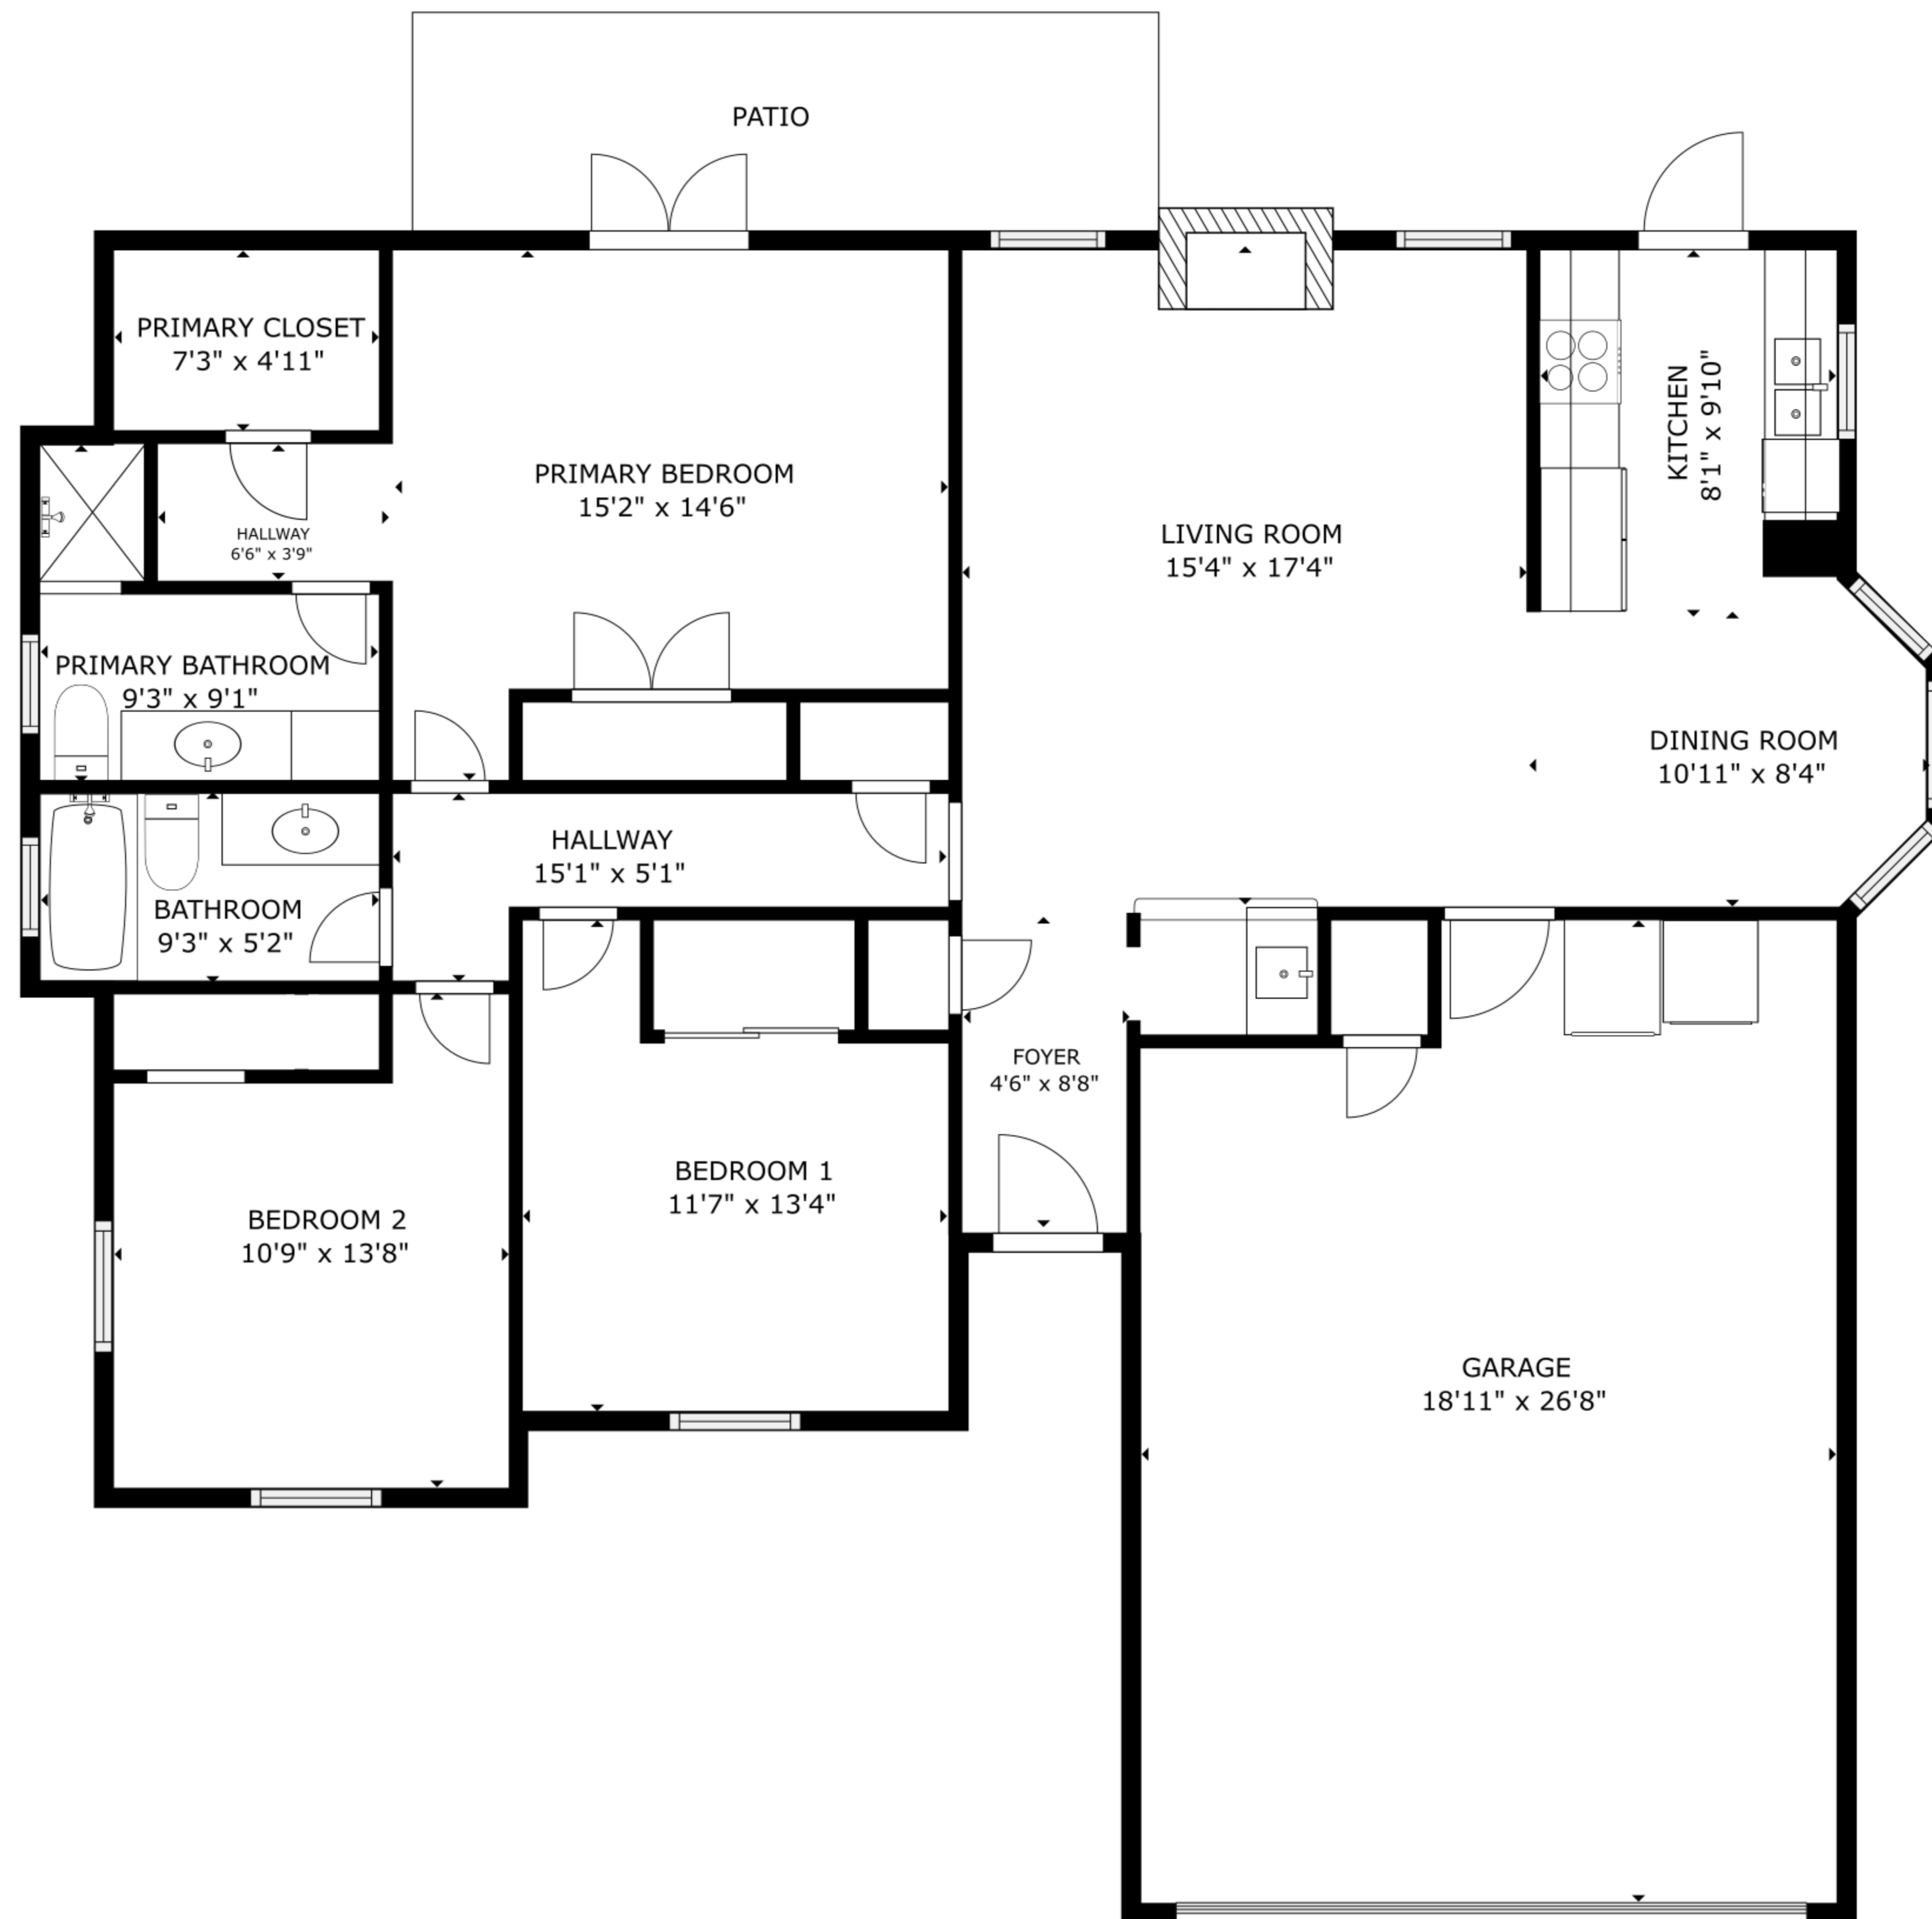 PATIO
PRIMARY CLOSET
7'3" x 4'11"
PRIMARY BEDROOM
15'2" x 14'6"
HALLWAY
6'6" x 3'9"
LIVING ROOM
15'4" x 17'4"
KITCHEN
8'1" x 9'10"
PRIMARY BATHROOM
9'3" x 9'1"
DINING ROOM
10'11" x 8'4"
HALLWAY
15'1" x 5'1"
BATHROOM
9'3" x 5'2"
FOYER
4'6" x 8'8"
BEDROOM 1
11'7" x 13'4"
BEDROOM 2
10'9" x 13'8"
GARAGE
18'11" x 26'8"